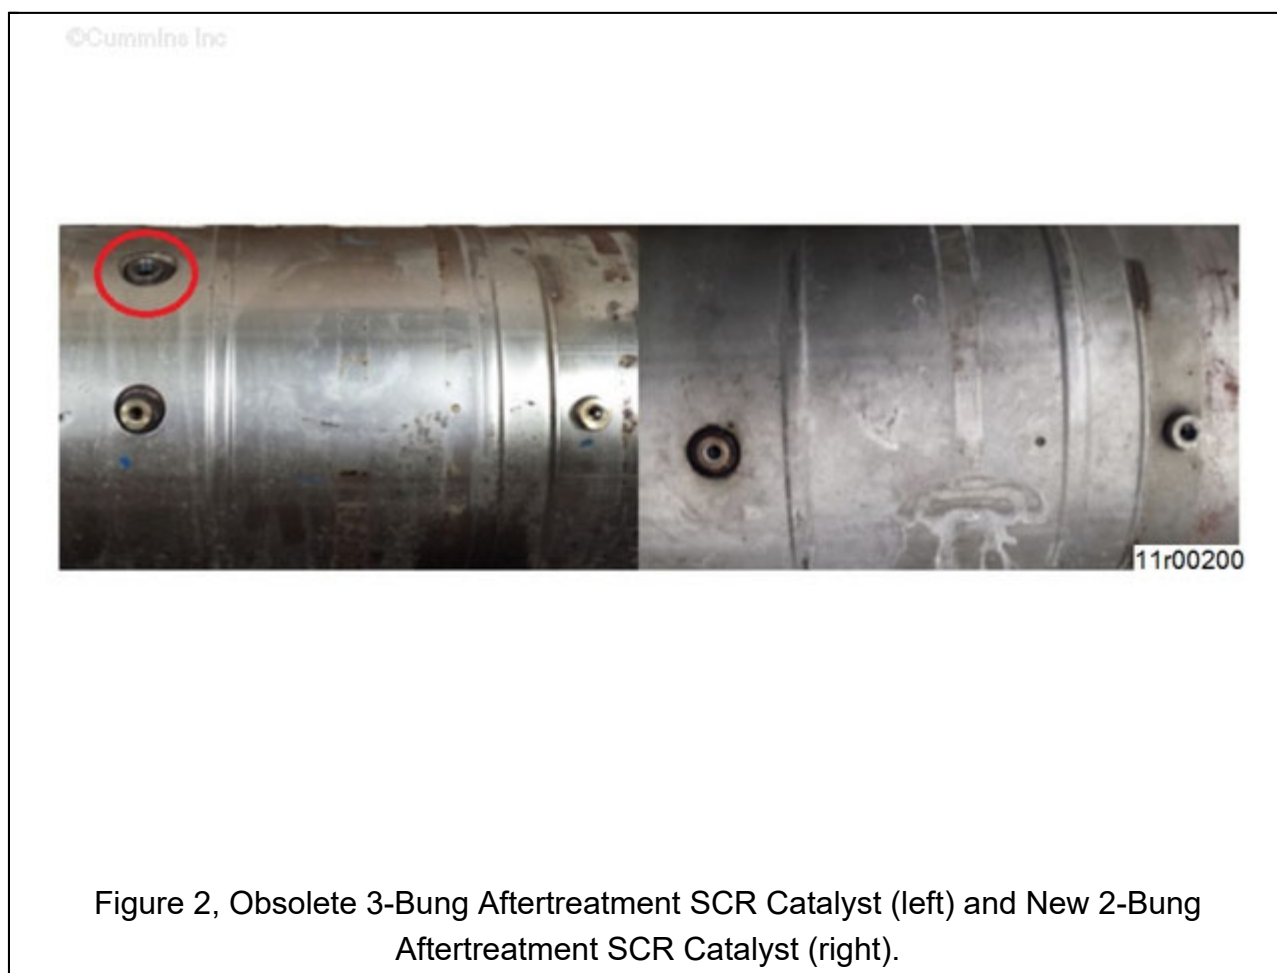 ©Cummins Inc
11r00200
Figure 2, Obsolete 3-Bung Aftertreatment SCR Catalyst (left) and New 2-Bung
Aftertreatment SCR Catalyst (right).